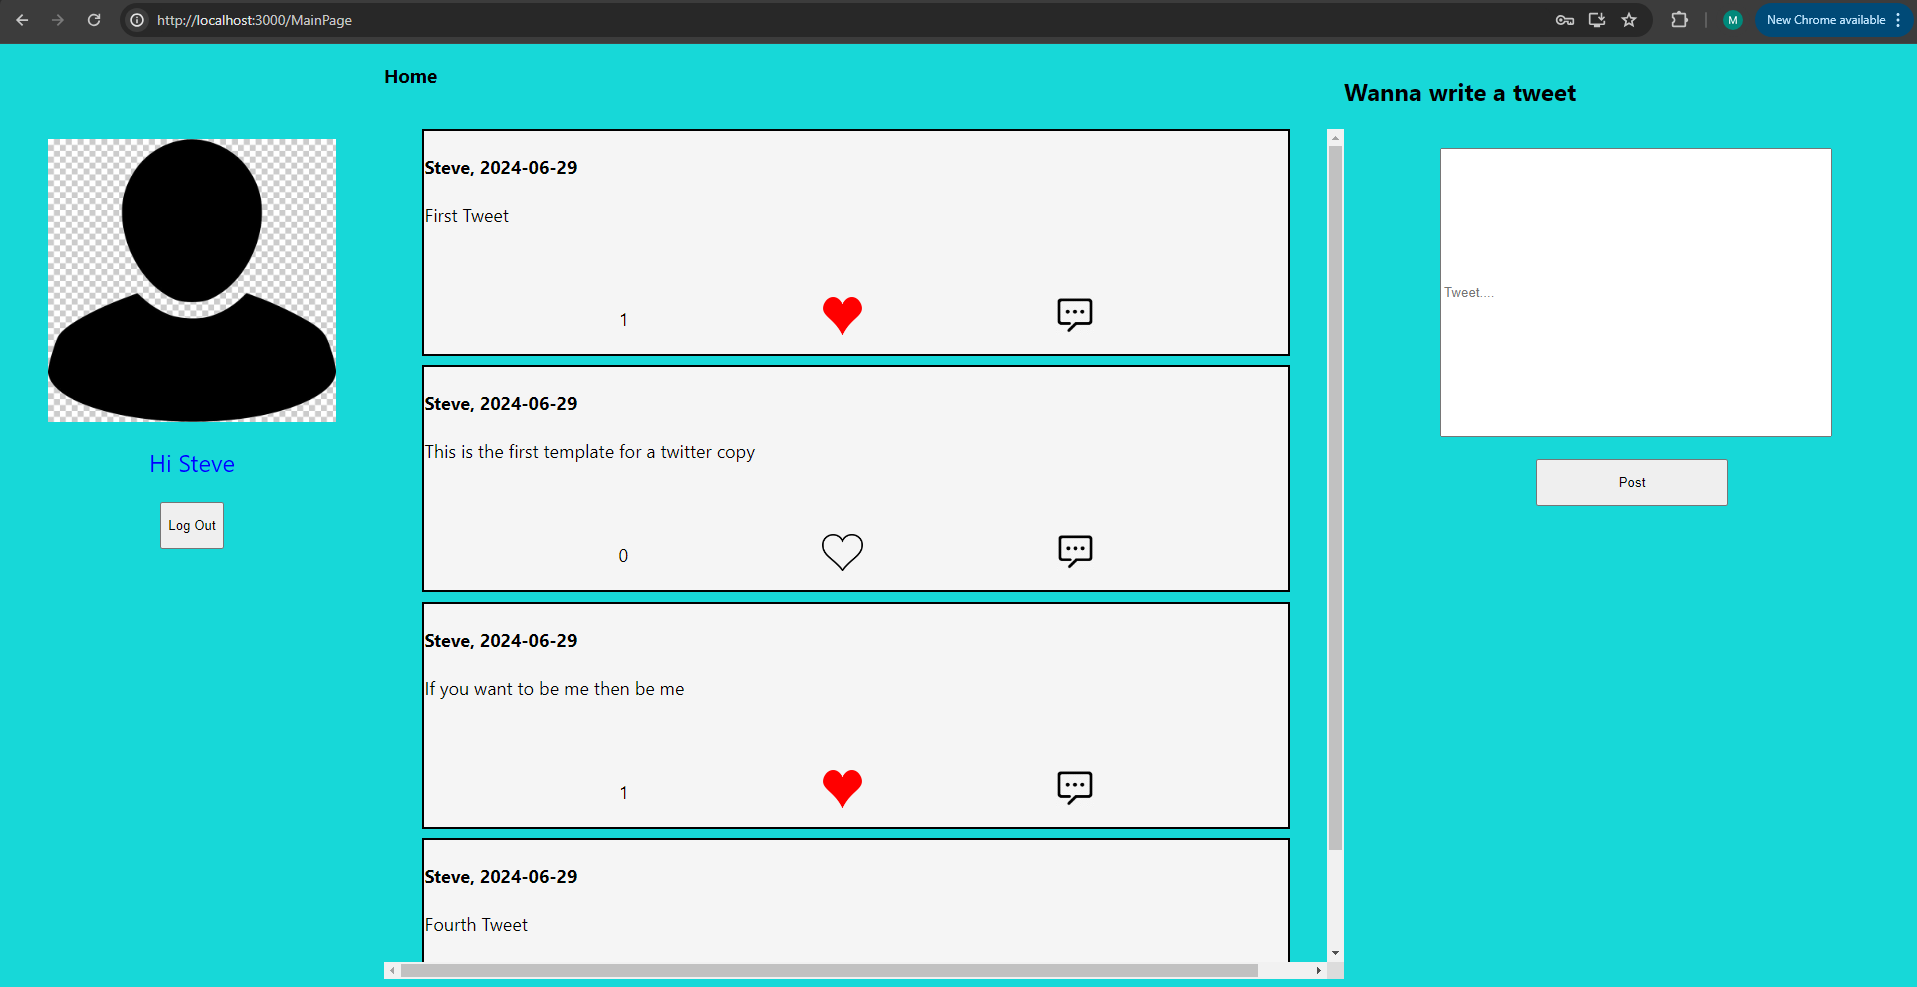 http://localhost:3000/MainPage
M
New Chrome available
Home
Steve, 2024-06-29
First Tweet
1
Steve, 2024-06-29
This is the first template for a twitter copy
0
Steve, 2024-06-29
If you want to be me then be me
1
Steve, 2024-06-29
Fourth Tweet
Hi Steve
Log Out
Wanna write a tweet
Tweet....
Post